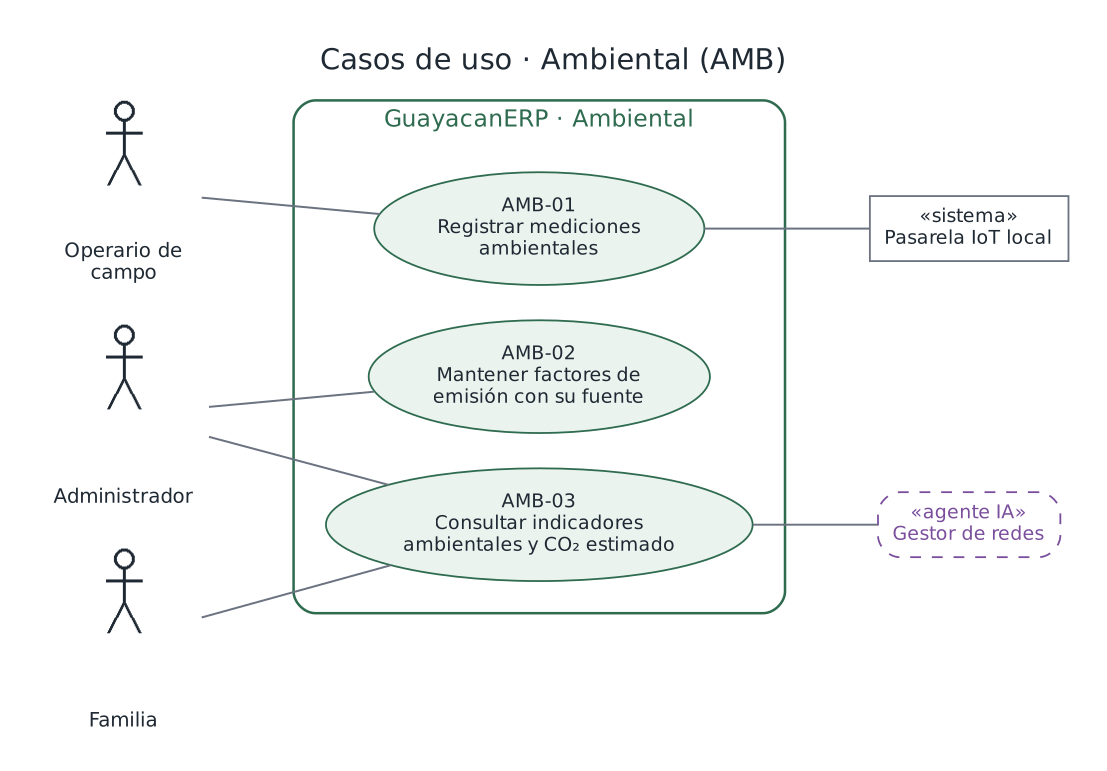 Casos de uso · Ambiental (AMB)
GuayacanERP · Ambiental
Operario de
campo
AMB-01
Registrar mediciones
ambientales
«sistema»
Pasarela IoT local
Administrador
AMB-02
Mantener factores de
emisión con su fuente
AMB-03
Consultar indicadores
ambientales y CO₂ estimado
«agente IA»
Gestor de redes
Familia